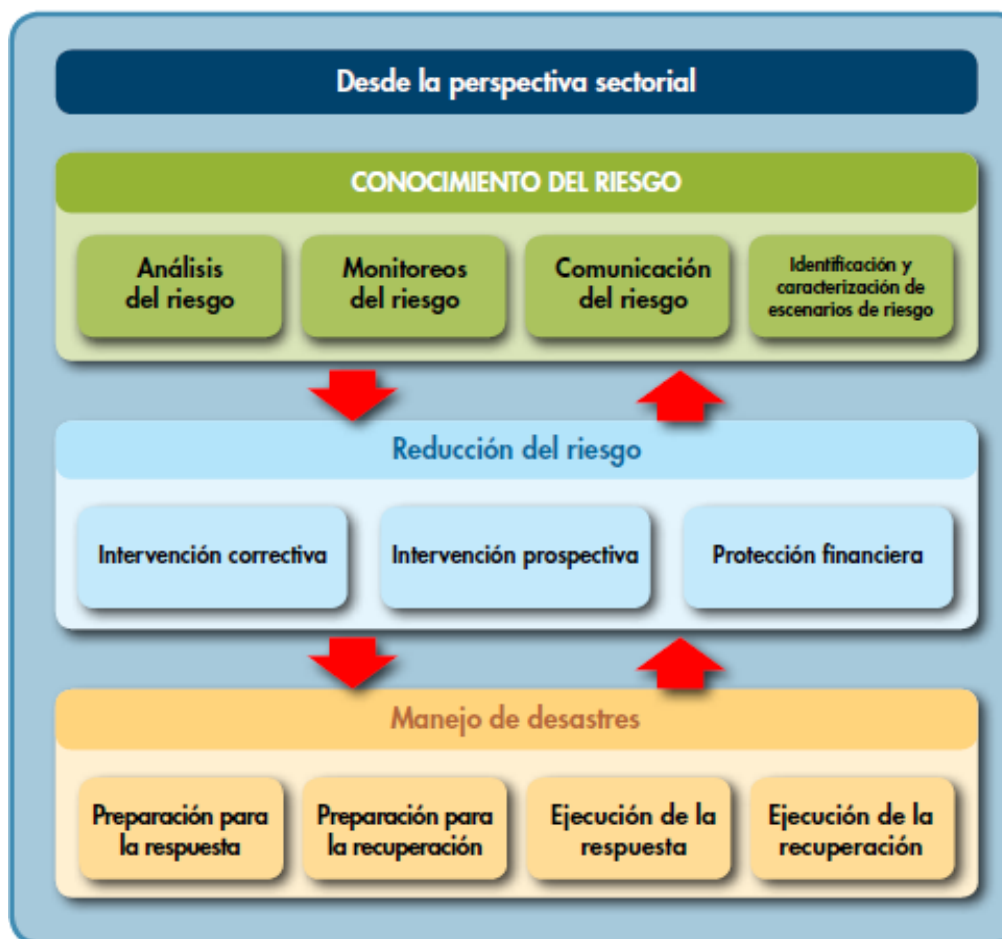 Desde la perspectiva sectorial
CONOCIMIENTO DEL RIESGO
Análisis
del riesgo
Monitoreos
del riesgo
Comunicación
del riesgo
Identificación y
caracterización de
escenarios de riesgo
Reducción del riesgo
Intervención correctiva
Intervención prospectiva
Protección financiera
Manejo de desastres
Preparación para
la respuesta
Preparación para
la recuperación
Ejecución de la
respuesta
Ejecución de la
recuperación